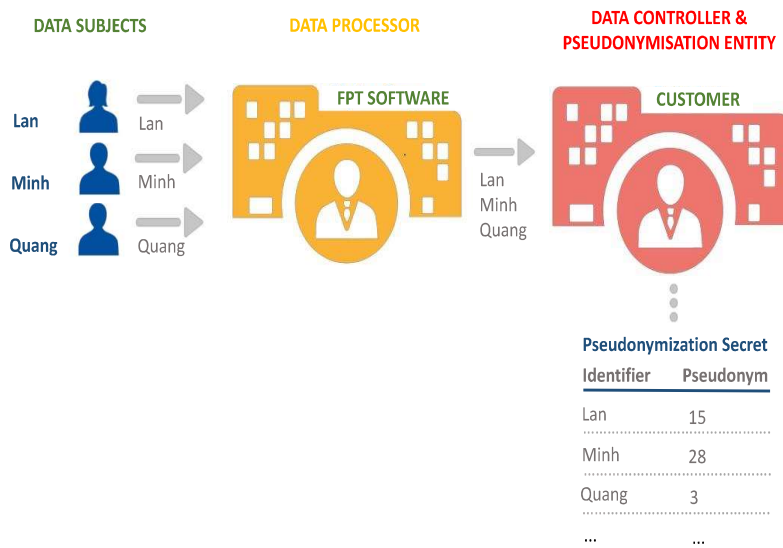 DATA SUBJECTS
DATA PROCESSOR
DATA CONTROLLER &
PSEUDONYMISATION ENTITY
Lan
Lan
Minh
Minh
Quang
Quang
FPT SOFTWARE
Lan
Minh
Quang
CUSTOMER
Pseudonymization Secret
Identifier Pseudonym
Lan 15
Minh 28
Quang 3
... ...